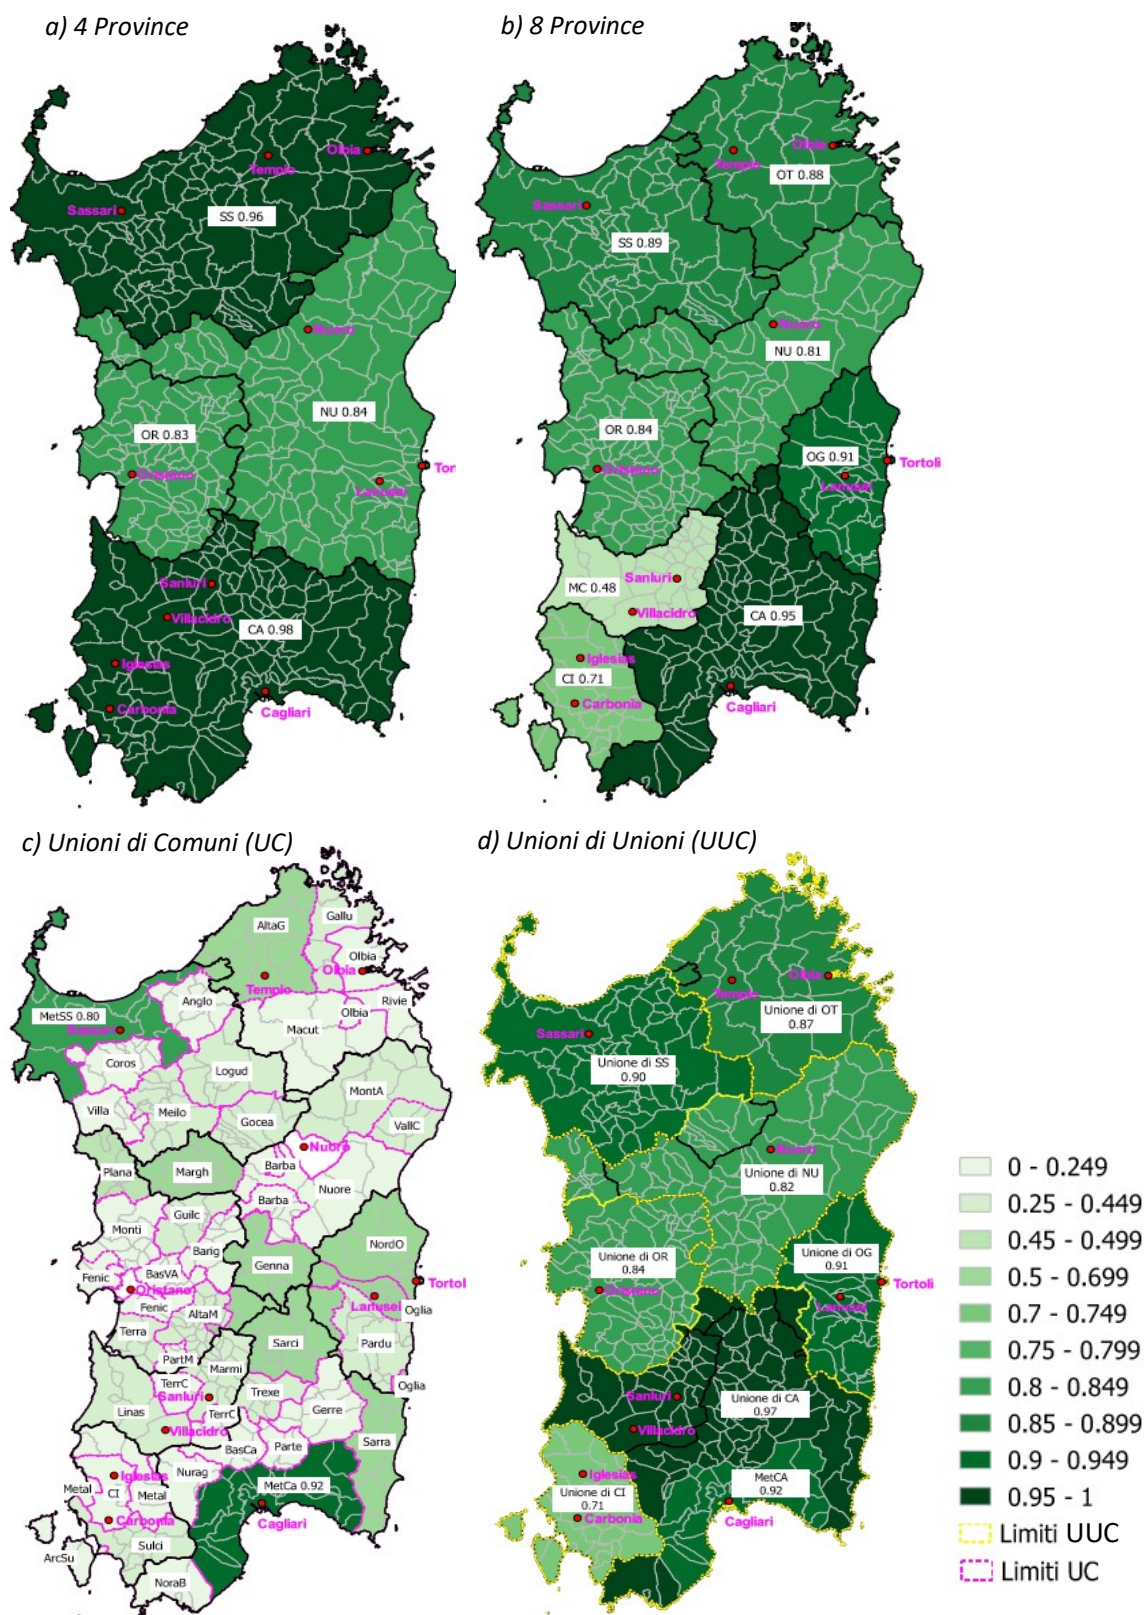 a) 4 Province
Olbia
Tempio
Sassari
SS 0.96
Nuoro
NU 0.84
OR 0.83
Oristano
Tort
Lanusei
Sanluri
Villacidro
CA 0.98
Iglesias
Carbonia
Cagliari
b) 8 Province
Olbia
Tempio
OT 0.88
Sassari
SS 0.89
Nuoro
NU 0.81
OR 0.84
OG 0.91
Tortolì
Oristano
Lanusei
Sanluri
MC 0.48
Villacidro
CA 0.95
Iglesias
CI 0.71
Carbonia
Cagliari
c) Unioni di Comuni (UC)
Gallu
AltaG
Olbia
Olbia
Tempio
Anglo
Rivie
Olbia
MetSS 0.80
Sassari
Macut
Coros
Logud
MontA
Villa
Meilo
Gocea
VallC
Nuoro
Plana
Margh
Barba
Nuore
Barba
Guilc
Monti
NordO
Barig
Genna
BasVA
Fenic
Oristano
Tortolì
Fenic
AltaM
Lanusei
Oglia
Terra
Sarci
Pardu
PartM
Marmi
TerrC
Sanluri
Trexe
Oglia
Linas
TerrC
Gerre
Villacidro
BasCa
Parte
Sarra
Iglesias
Nurag
Metal
CI
Metal
MetCa 0.92
Carbonia
Cagliari
Sulci
ArcSu
NoraB
d) Unioni di Unioni (UUC)
Olbia
Tempio
Unione di OT
0.87
Sassari
Unione di SS
0.90
Nuoro
Unione di NU
0.82
Unione di OR
0.84
Unione di OG
0.91
Tortolì
Oristano
Lanusei
Sanluri
Unione di CA
0.97
Villacidro
Iglesias
MetCA
0.92
Unione di CI
0.71
Carbonia
Cagliari
0 - 0.249
0.25 - 0.449
0.45 - 0.499
0.5 - 0.699
0.7 - 0.749
0.75 - 0.799
0.8 - 0.849
0.85 - 0.899
0.9 - 0.949
0.95 - 1
Limiti UUC
Limiti UC